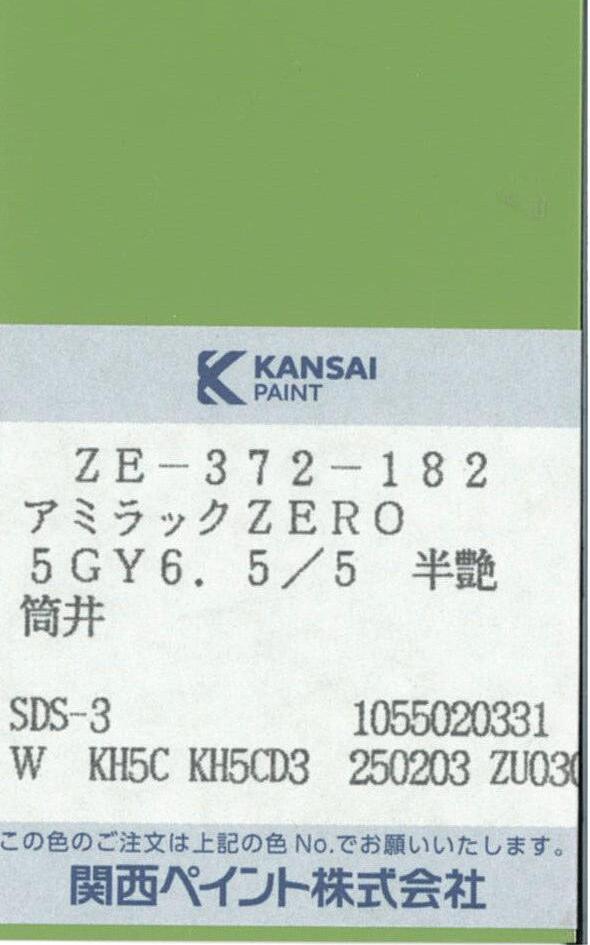 KANSAI
PAINT
ZE-372-182
アミラックZERO
5GY6.5/5 半艶
筒井
SDS-3 1055020331
W KH5C KH5CD3 250203 ZU030
この色のご注文は上記の色No.でお願いいたします。
関西ペイント株式会社